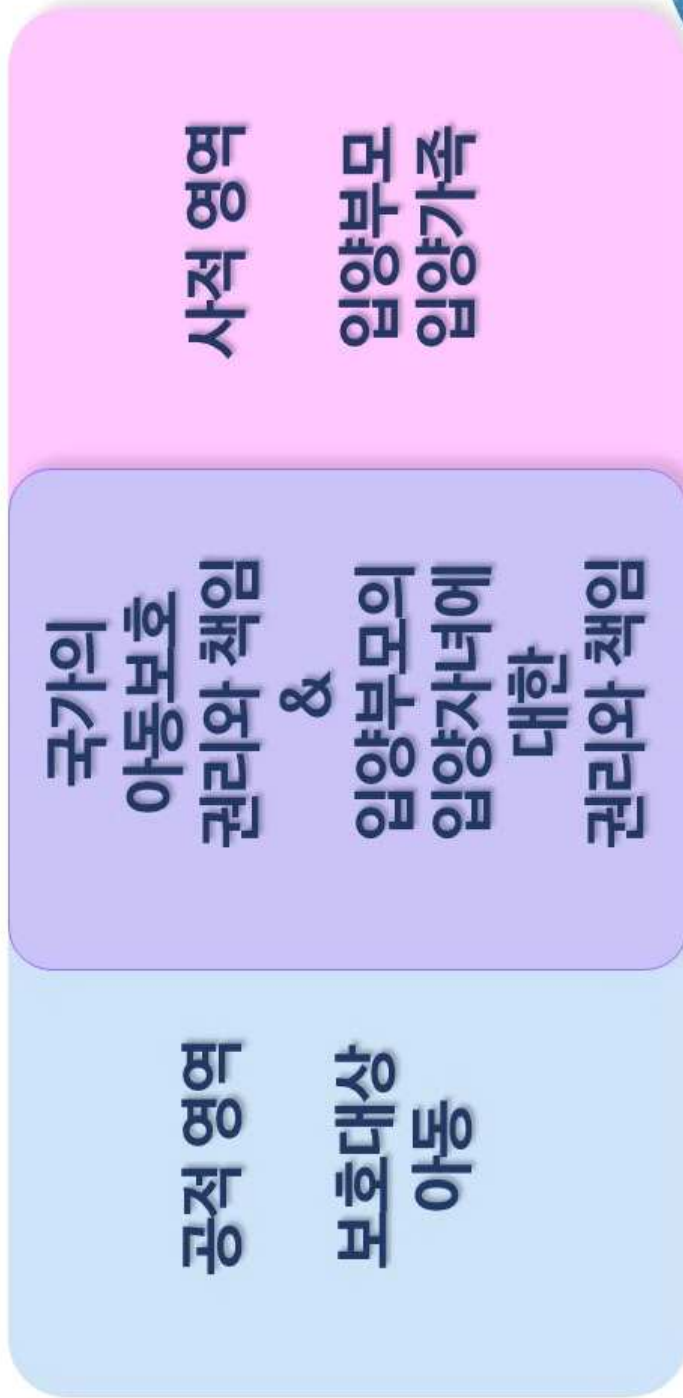 공적 영역
보호대상
아동
국가의
아동보호
권리와 책임
&
입양부모의
입양자녀에
대한
권리와 책임
사적 영역
입양부모
입양가족